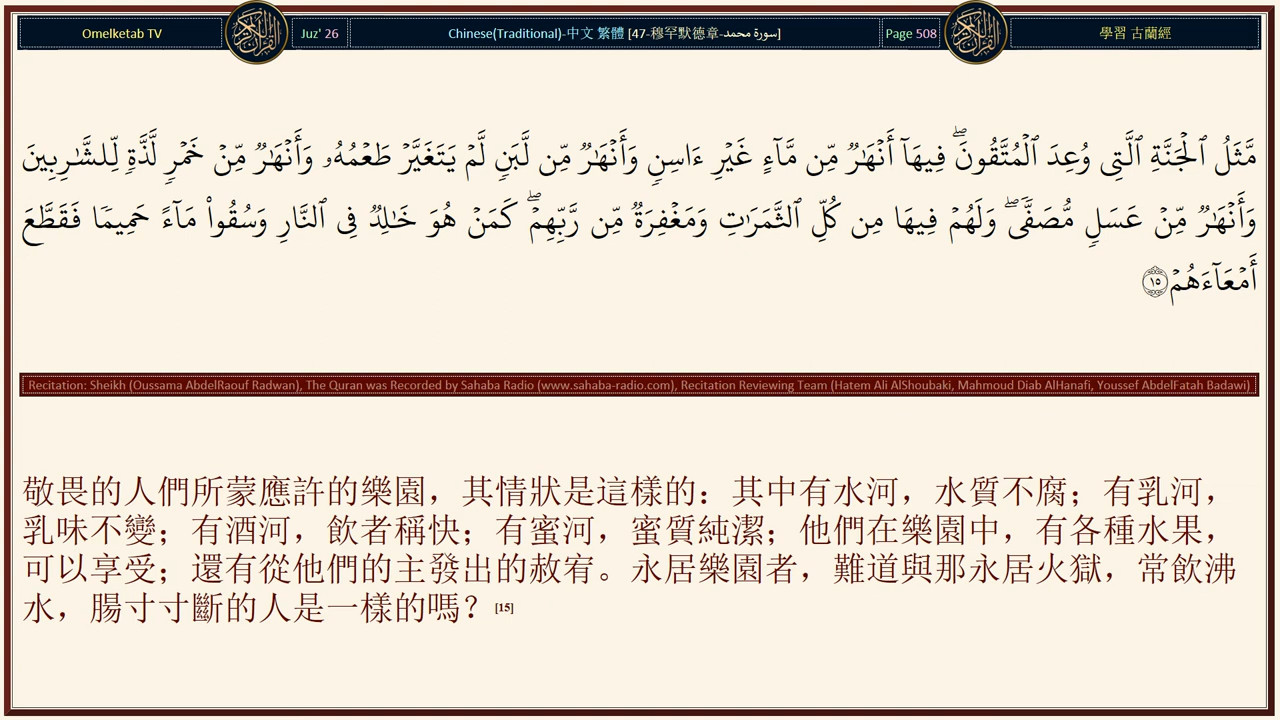 Omelketab TV
Juz' 26
Chinese(Traditional)-中文 繁體 [47-穆罕默德章-سورة محمد]
Page 508
學習 古蘭經
مَّثَلُ ٱلۡجَنَّةِ ٱلَّتِى وُعِدَ ٱلۡمُتَّقُونَۖ فِيهَآ أَنۡهَٰرٌ مِّن مَّآءٍ غَيۡرِ ءَاسِنٍ وَأَنۡهَٰرٌ مِّن لَّبَنٍ لَّمۡ يَتَغَيَّرۡ طَعۡمُهُۥ وَأَنۡهَٰرٌ مِّنۡ خَمۡرٍ لَّذَّةٍ لِّلشَّٰرِبِينَ
وَأَنۡهَٰرٌ مِّنۡ عَسَلٍ مُّصَفًّىۖ وَلَهُمۡ فِيهَا مِن كُلِّ ٱلثَّمَرَٰتِ وَمَغۡفِرَةٌ مِّن رَّبِّهِمۡۖ كَمَنۡ هُوَ خَٰلِدٌ فِى ٱلنَّارِ وَسُقُواْ مَآءً حَمِيمًا فَقَطَّعَ
أَمۡعَآءَهُمۡ ١٥
Recitation: Sheikh (Oussama AbdelRaouf Radwan), The Quran was Recorded by Sahaba Radio (www.sahaba-radio.com), Recitation Reviewing Team (Hatem Ali AlShoubaki, Mahmoud Diab AlHanafi, Youssef AbdelFatah Badawi)
敬畏的人們所蒙應許的樂園，其情狀是這樣的：其中有水河，水質不腐；有乳河，
乳味不變；有酒河，飲者稱快；有蜜河，蜜質純潔；他們在樂園中，有各種水果，
可以享受；還有從他們的主發出的赦宥。永居樂園者，難道與那永居火獄，常飲沸
水，腸寸寸斷的人是一樣的嗎？[15]